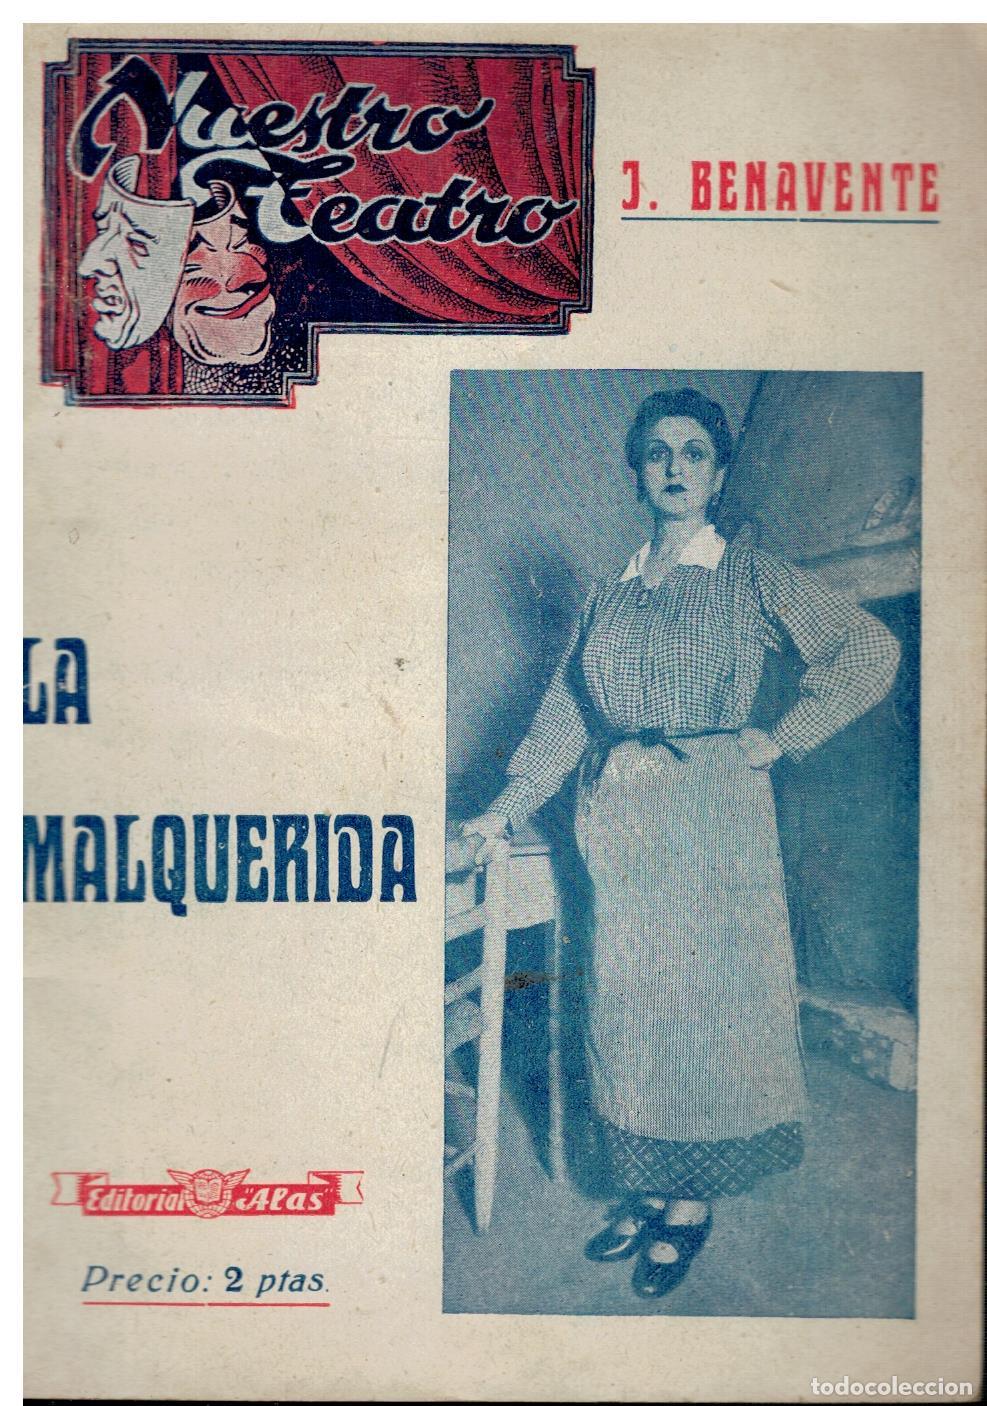 Nuestro
Teatro
J. BENAVENTE
LA
MALQUERIDA
Editorial "Alas"
Precio: 2 ptas.
todocoleccion